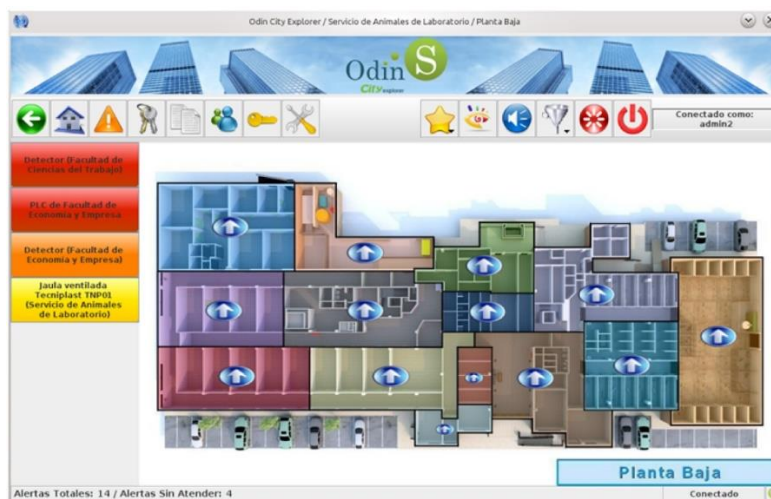 Odin City Explorer / Servicio de Animales de Laboratorio / Planta Baja
Odin S
City explorer
Conectado como:
admin2
Detector (Facultad de
Ciencias del Trabajo)
PLC de Facultad de
Economía y Empresa
Detector (Facultad de
Economía y Empresa)
Jaula ventilada
Tecniplast TNP01
(Servicio de Animales
de Laboratorio)
Planta Baja
Alertas Totales: 14 / Alertas Sin Atender: 4
Conectado